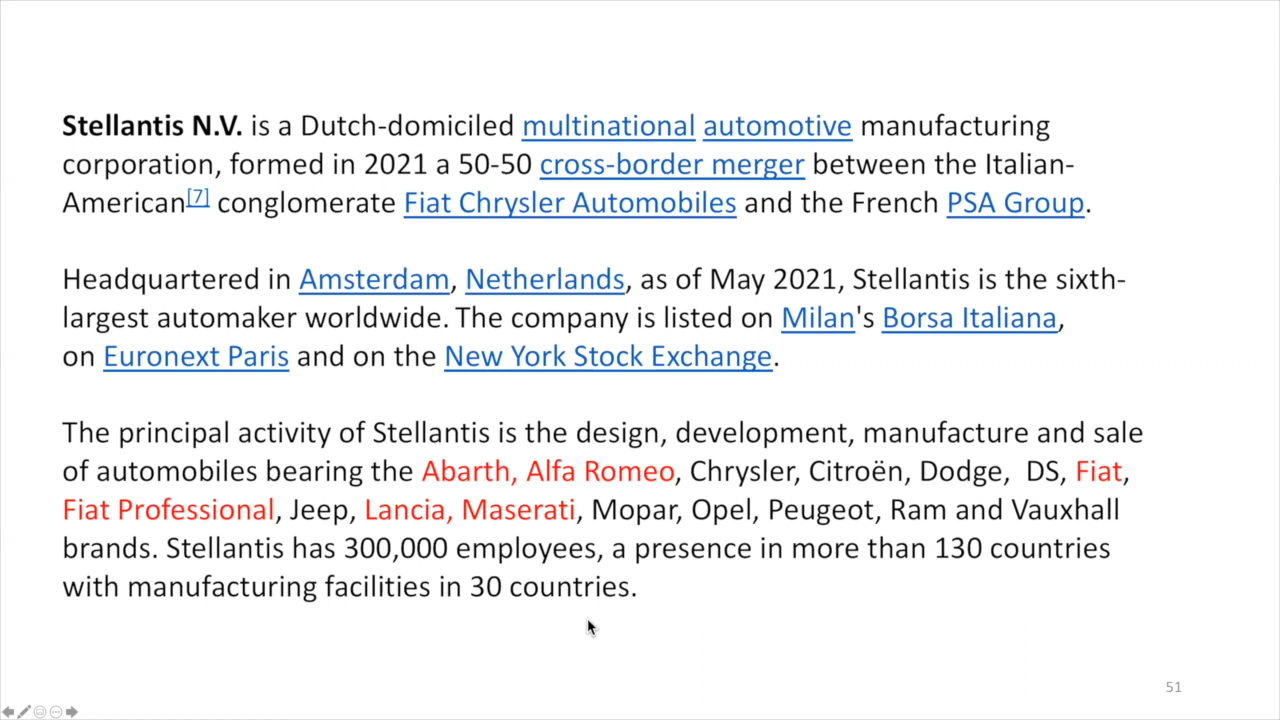 Stellantis N.V. is a Dutch-domiciled multinational automotive manufacturing
corporation, formed in 2021 a 50-50 cross-border merger between the Italian-
American[7] conglomerate Fiat Chrysler Automobiles and the French PSA Group.
Headquartered in Amsterdam, Netherlands, as of May 2021, Stellantis is the sixth-
largest automaker worldwide. The company is listed on Milan's Borsa Italiana,
on Euronext Paris and on the New York Stock Exchange.
The principal activity of Stellantis is the design, development, manufacture and sale
of automobiles bearing the Abarth, Alfa Romeo, Chrysler, Citroën, Dodge,  DS, Fiat,
Fiat Professional, Jeep, Lancia, Maserati, Mopar, Opel, Peugeot, Ram and Vauxhall
brands. Stellantis has 300,000 employees, a presence in more than 130 countries
with manufacturing facilities in 30 countries.
51